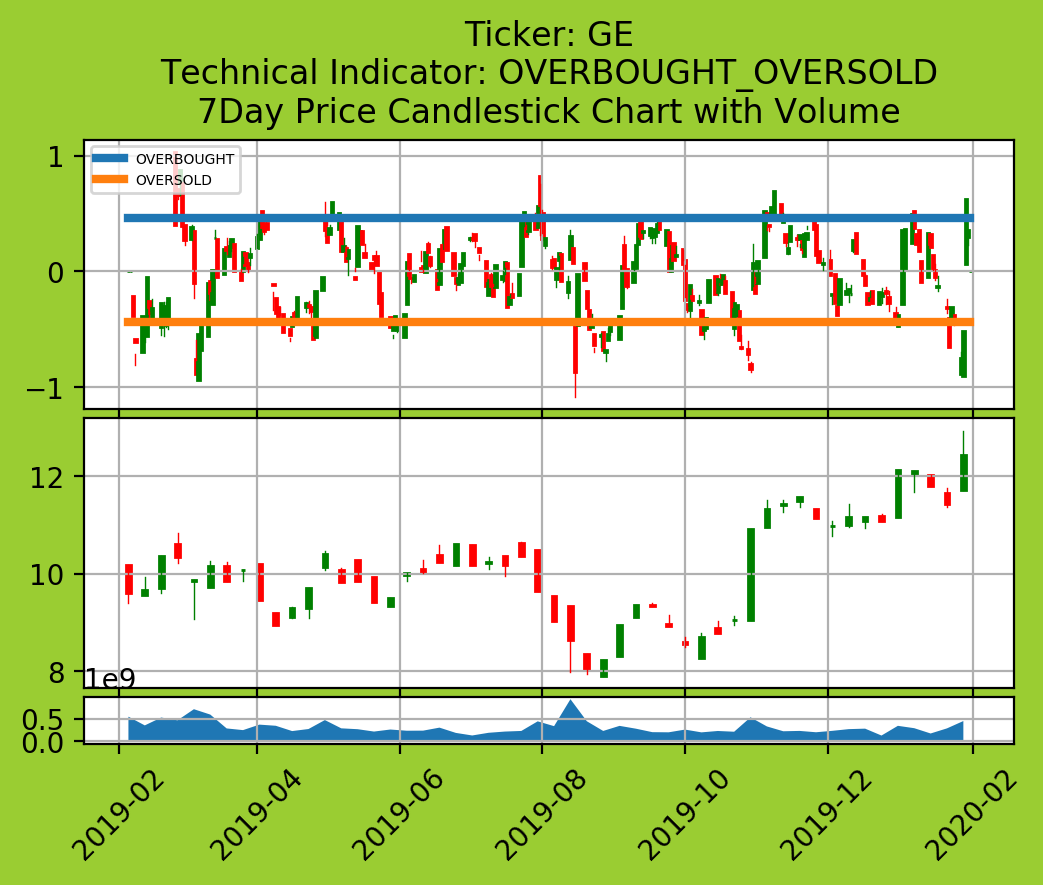 Ticker: GE
Technical Indicator: OVERBOUGHT_OVERSOLD
7Day Price Candlestick Chart with Volume
1
OVERBOUGHT
OVERSOLD
0
−1
12
10
8
1e9
0.5
0.0
2019-02
2019-04
2019-06
2019-08
2019-10
2019-12
2020-02